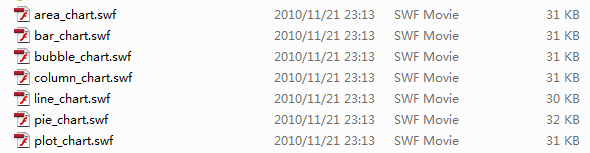 area_chart.swf 2010/11/21 23:13 SWF Movie 31 KB
bar_chart.swf 2010/11/21 23:13 SWF Movie 31 KB
bubble_chart.swf 2010/11/21 23:13 SWF Movie 31 KB
column_chart.swf 2010/11/21 23:13 SWF Movie 31 KB
line_chart.swf 2010/11/21 23:13 SWF Movie 30 KB
pie_chart.swf 2010/11/21 23:13 SWF Movie 32 KB
plot_chart.swf 2010/11/21 23:13 SWF Movie 31 KB